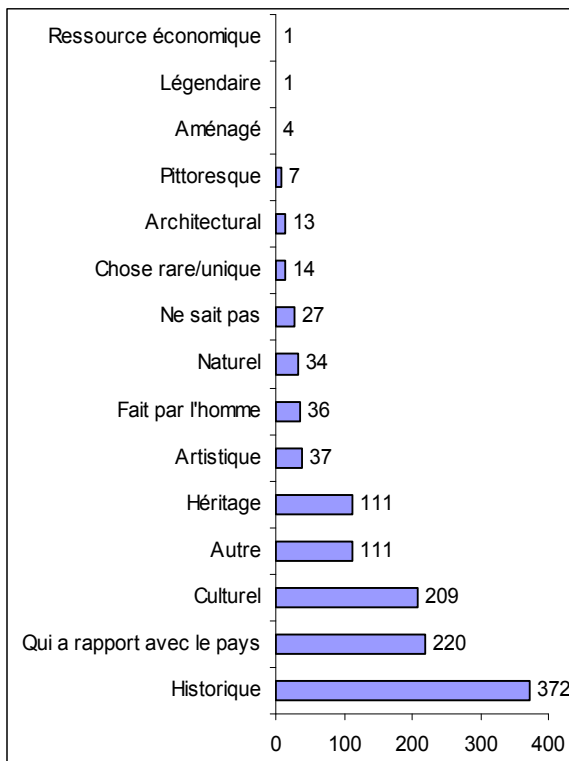 Ressource économique 1
Légendaire 1
Aménagé 4
Pittoresque 7
Architectural 13
Chose rare/unique 14
Ne sait pas 27
Naturel 34
Fait par l'homme 36
Artistique 37
Héritage 111
Autre 111
Culturel 209
Qui a rapport avec le pays 220
Historique 372
0 100 200 300 400